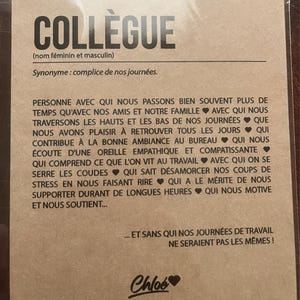 COLLÈGUE
(nom féminin et masculin)
Synonyme : complice de nos journées.
PERSONNE AVEC QUI NOUS PASSONS BIEN SOUVENT PLUS DE
TEMPS QU'AVEC NOS AMIS ET NOTRE FAMILLE ♥ AVEC QUI NOUS
TRAVERSONS LES HAUTS ET LES BAS DE NOS JOURNÉES ♥ QUE
NOUS AVONS PLAISIR À RETROUVER TOUS LES JOURS ♥ QUI
CONTRIBUE À LA BONNE AMBIANCE AU BUREAU ♥ QUI NOUS
ÉCOUTE D'UNE OREILLE EMPATHIQUE ET COMPATISSANTE ♥
QUI COMPREND CE QUE L'ON VIT AU TRAVAIL ♥ AVEC QUI ON SE
SERRE LES COUDES ♥ QUI SAIT DÉSAMORCER NOS COUPS DE
STRESS EN NOUS FAISANT RIRE ♥ QUI A LE MÉRITE DE NOUS
SUPPORTER DURANT DE LONGUES HEURES ♥ QUI NOUS MOTIVE
ET NOUS SOUTIENT...
... ET SANS QUI NOS JOURNÉES DE TRAVAIL
NE SERAIENT PAS LES MÊMES !
Chloé♥